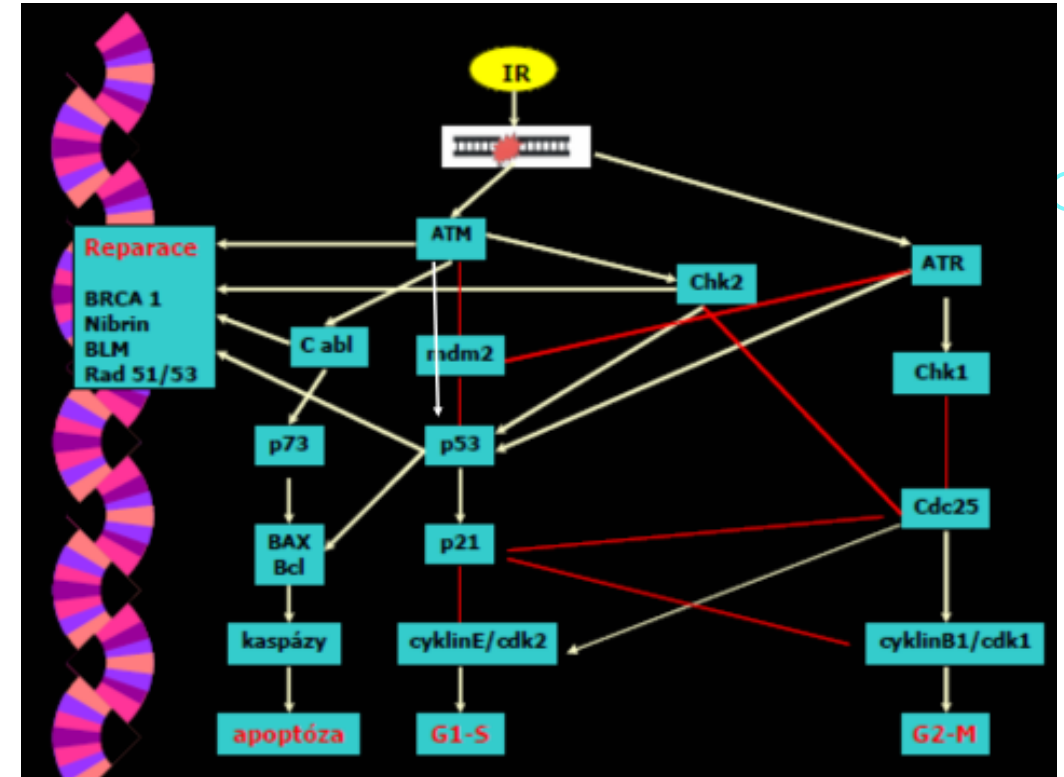 IR
ATM
ATR
Reparace
BRCA 1
Nibrin
BLM
Rad 51/53
Chk2
C abl
mdm2
Chk1
p73
p53
Cdc25
BAX
Bcl
p21
kaspázy
cyklinE/cdk2
cyklinB1/cdk1
apoptóza
G1-S
G2-M